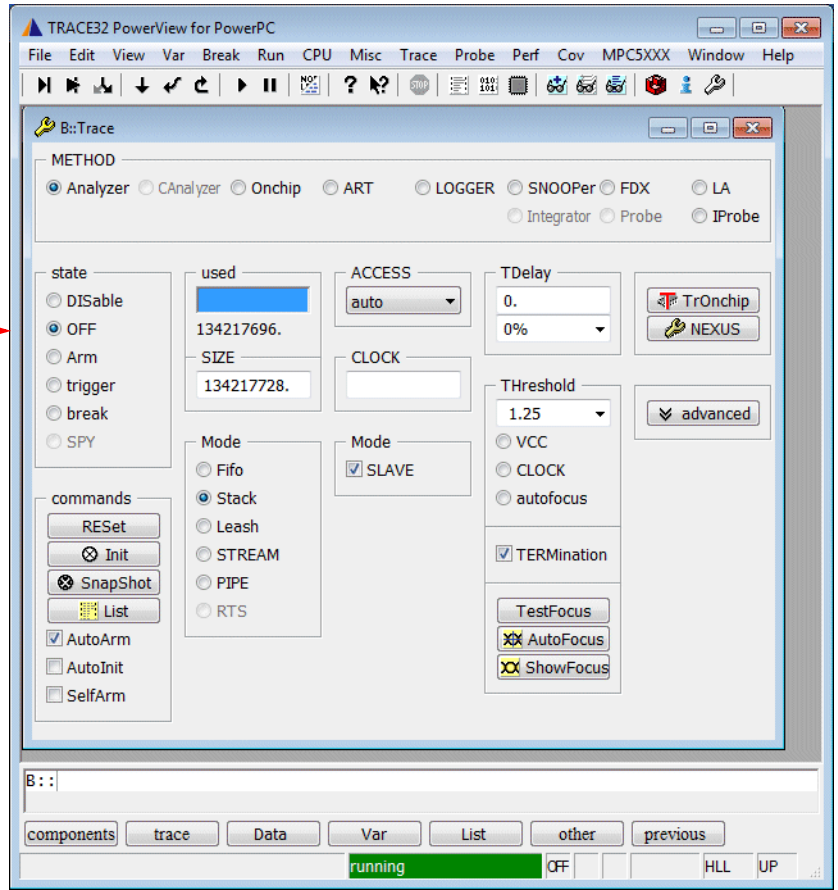 TRACE32 PowerView for PowerPC
File Edit View Var Break Run CPU Misc Trace Probe Perf Cov MPC5XXX Window Help
B::Trace
METHOD
Analyzer CAnalyzer Onchip ART LOGGER SNOOPer FDX LA
Integrator Probe IProbe
state
DISable
OFF
Arm
trigger
break
SPY
used
134217696.
SIZE
134217728.
ACCESS
auto
CLOCK
TDelay
0.
0%
TrOnchip
NEXUS
THreshold
1.25
VCC
CLOCK
autofocus
advanced
Mode
Fifo
Stack
Leash
STREAM
PIPE
RTS
Mode
SLAVE
TERMination
TestFocus
AutoFocus
ShowFocus
commands
RESet
Init
SnapShot
List
AutoArm
AutoInit
SelfArm
B::
components trace Data Var List other previous
running OFF HLL UP